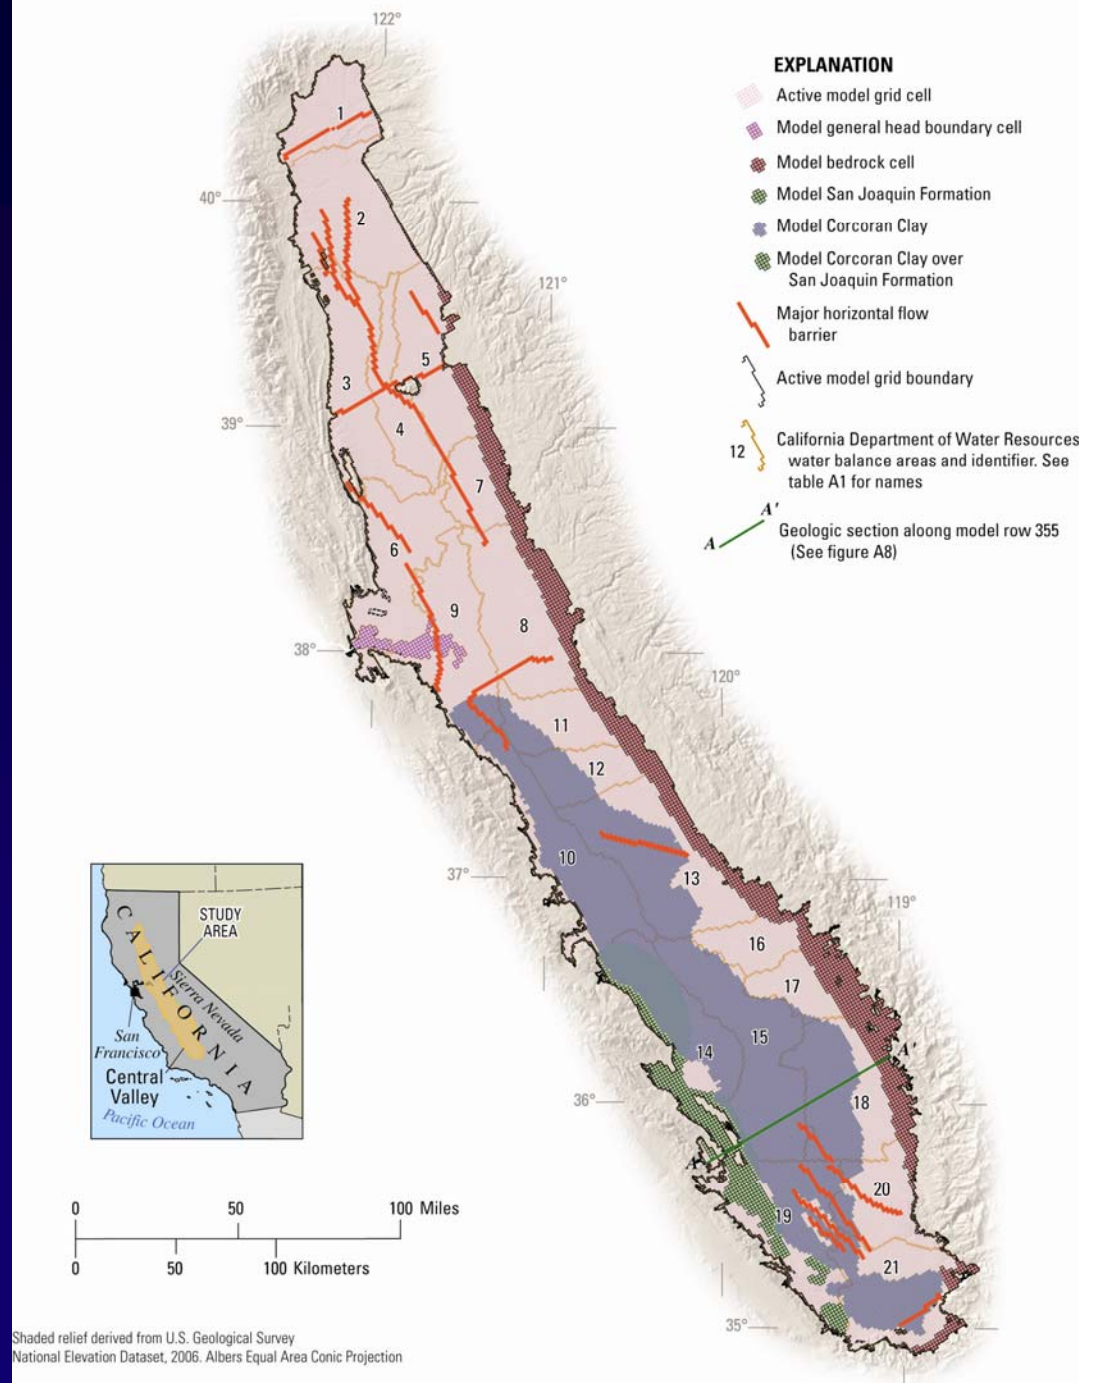 122°
EXPLANATION
Active model grid cell
Model general head boundary cell
Model bedrock cell
Model San Joaquin Formation
Model Corcoran Clay
Model Corcoran Clay over
San Joaquin Formation
Major horizontal flow
barrier
Active model grid boundary
12
California Department of Water Resources
water balance areas and identifier. See
table A1 for names
A
A'
Geologic section aloong model row 355
(See figure A8)
1
40°
2
121°
5
3
39°
4
7
6
9
8
38°
120°
11
12
10
37°
13
119°
16
17
15
14
A'
36°
18
A
20
19
21
35°
CALIFORNIA
STUDY
AREA
Sierra Nevada
San
Francisco
Central
Valley
Pacific Ocean
0 50 100 Miles
0 50 100 Kilometers
Shaded relief derived from U.S. Geological Survey
National Elevation Dataset, 2006. Albers Equal Area Conic Projection